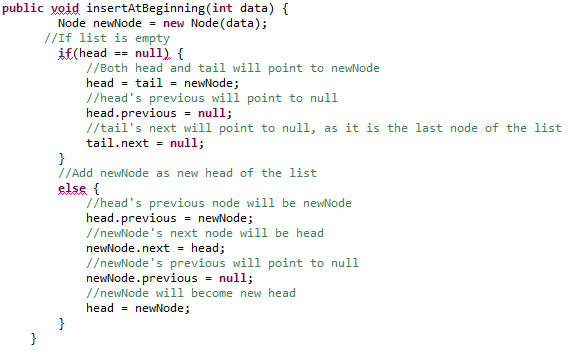 public void insertAtBeginning(int data) {
        Node newNode = new Node(data);
      //If list is empty
        if(head == null) {
            //Both head and tail will point to newNode
            head = tail = newNode;
            //head's previous will point to null
            head.previous = null;
            //tail's next will point to null, as it is the last node of the list
            tail.next = null;
        }
        //Add newNode as new head of the list
        else {
            //head's previous node will be newNode
            head.previous = newNode;
            //newNode's next node will be head
            newNode.next = head;
            //newNode's previous will point to null
            newNode.previous = null;
            //newNode will become new head
            head = newNode;
        }
    }